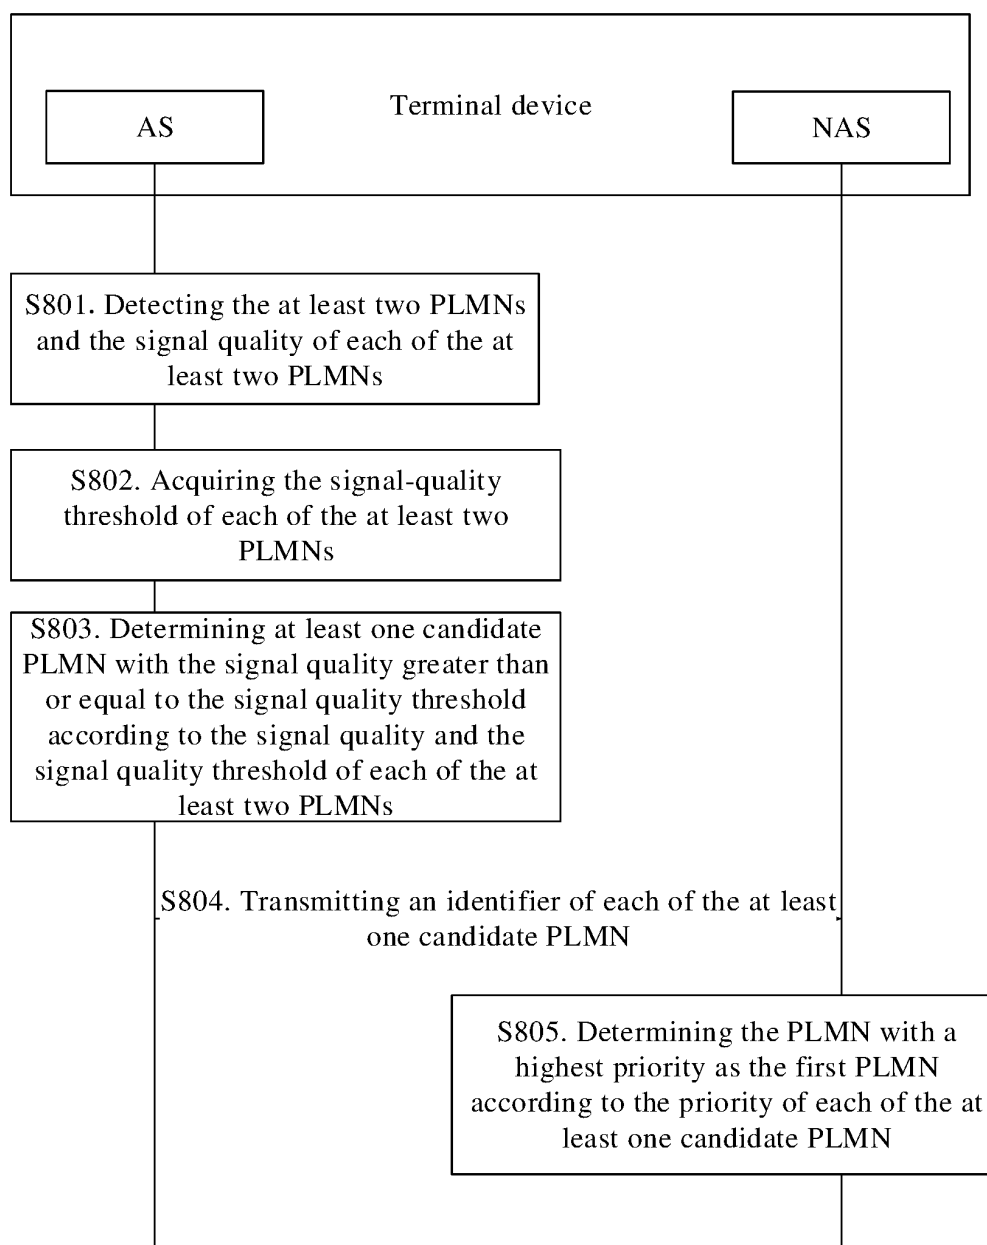 Terminal device
AS
NAS
S801. Detecting the at least two PLMNs
and the signal quality of each of the at
least two PLMNs
S802. Acquiring the signal-quality
threshold of each of the at least two
PLMNs
S803. Determining at least one candidate
PLMN with the signal quality greater than
or equal to the signal quality threshold
according to the signal quality and the
signal quality threshold of each of the at
least two PLMNs
S804. Transmitting an identifier of each of the at least
one candidate PLMN
S805. Determining the PLMN with a
highest priority as the first PLMN
according to the priority of each of the at
least one candidate PLMN